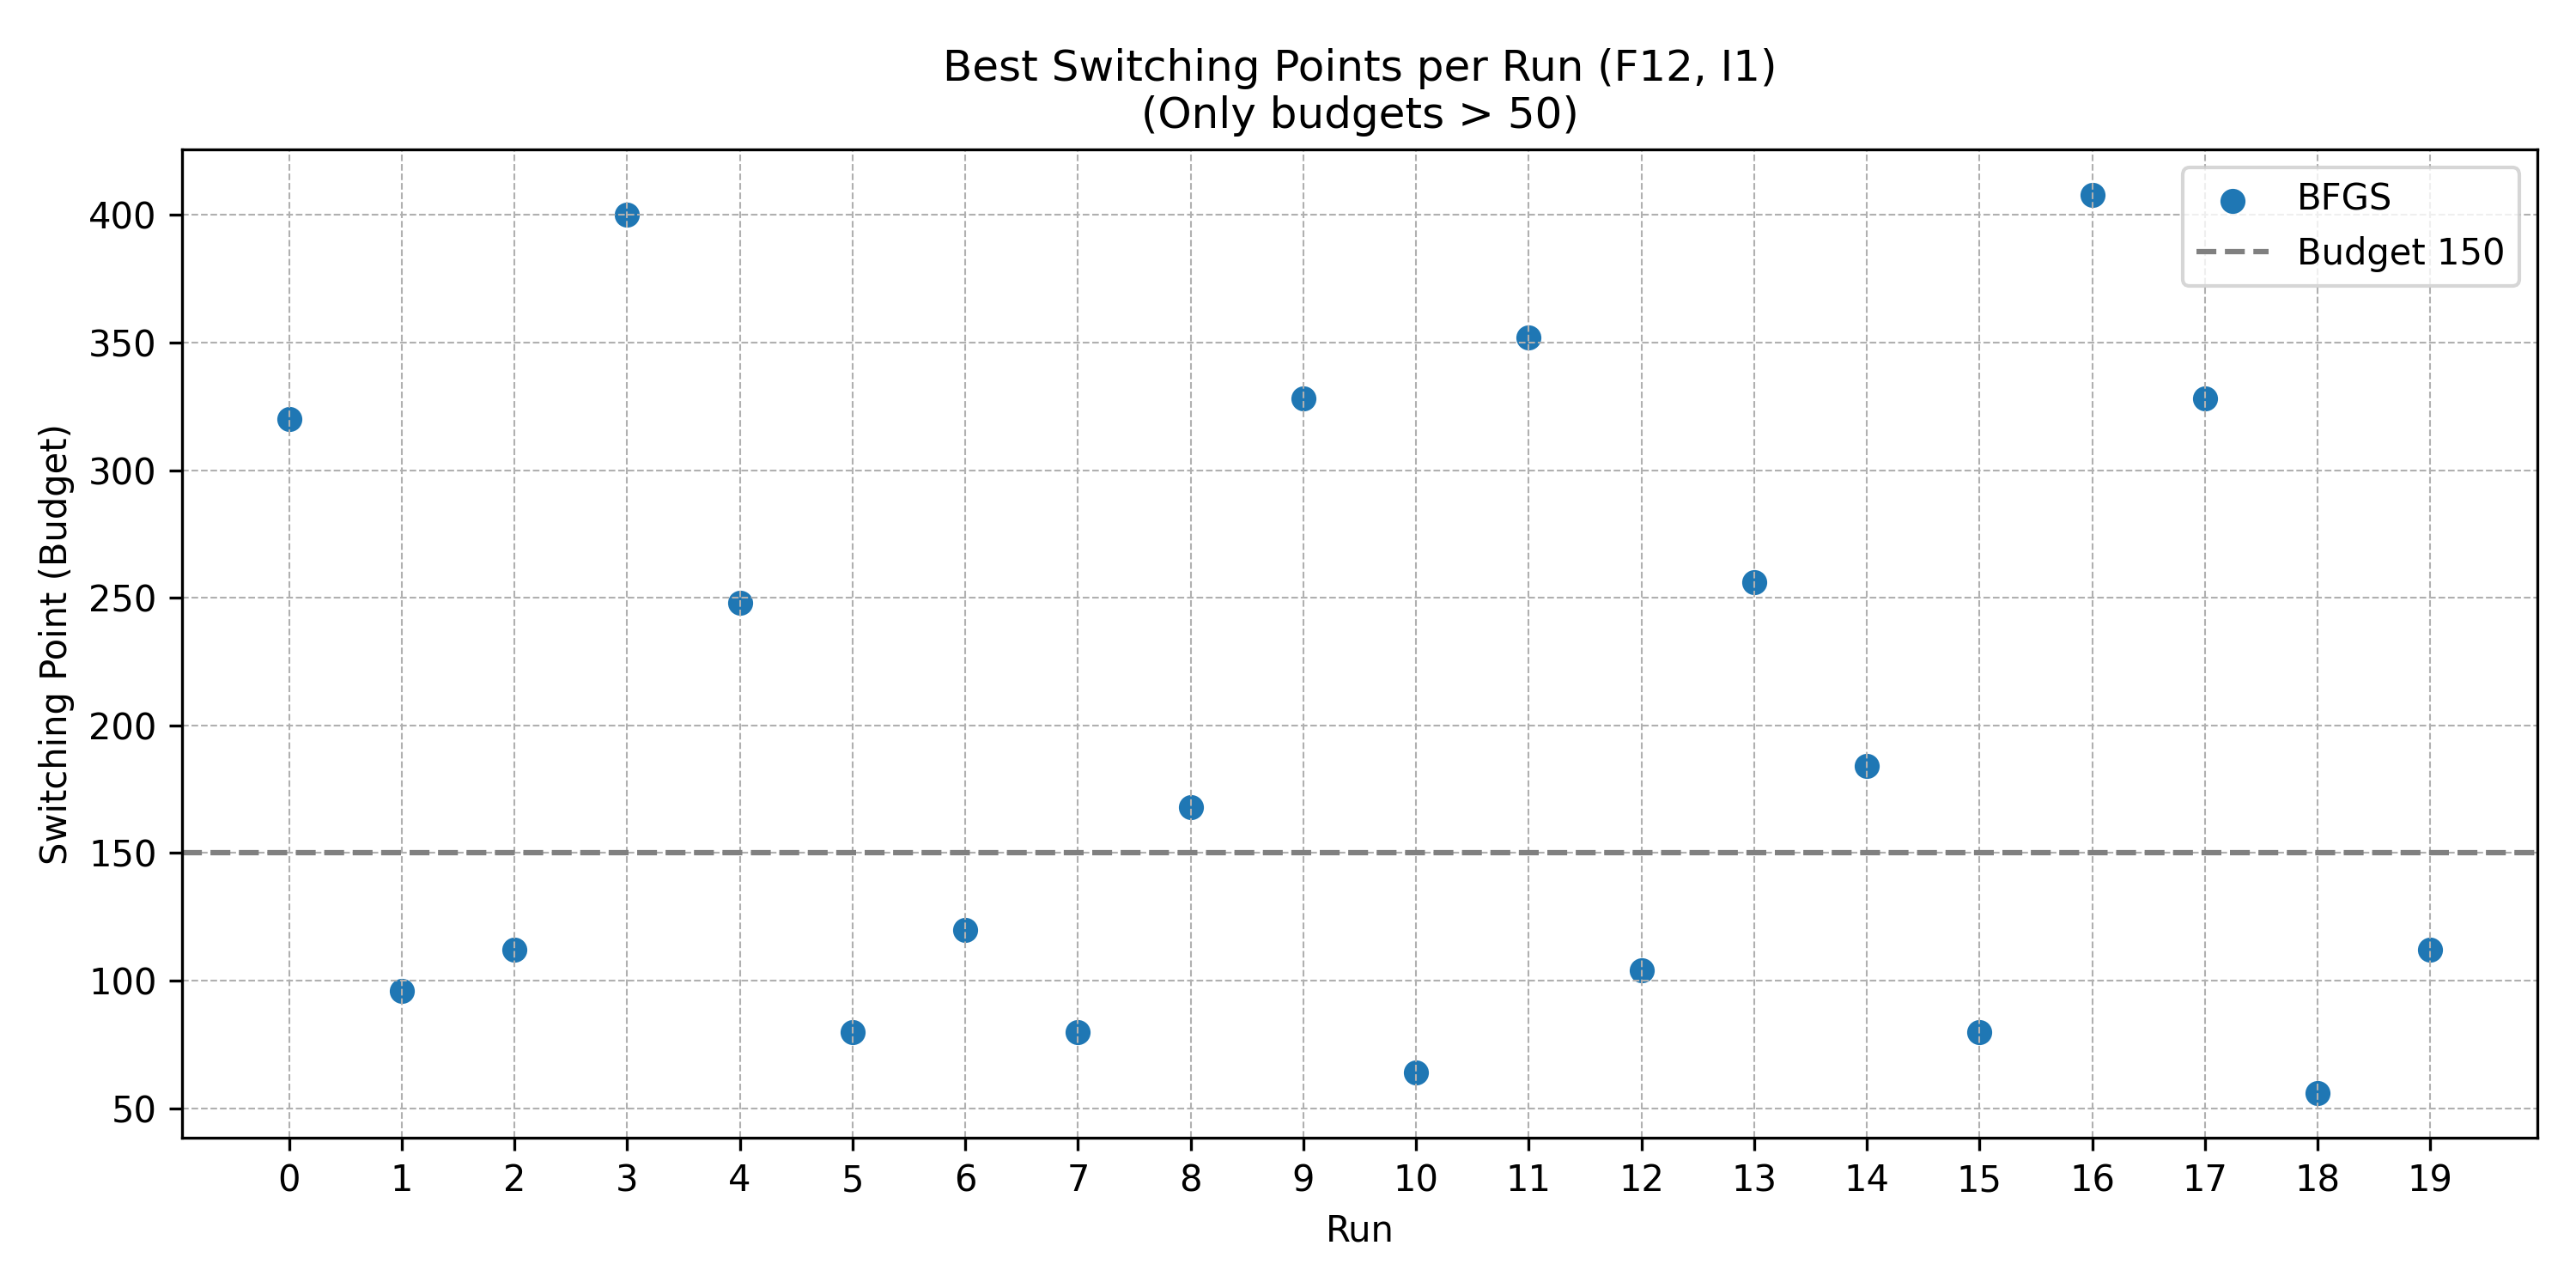 Best Switching Points per Run (F12, I1)
(Only budgets > 50)
BFGS
Budget 150
Switching Point (Budget)
400
350
300
250
200
150
100
50
0 1 2 3 4 5 6 7 8 9 10 11 12 13 14 15 16 17 18 19
Run